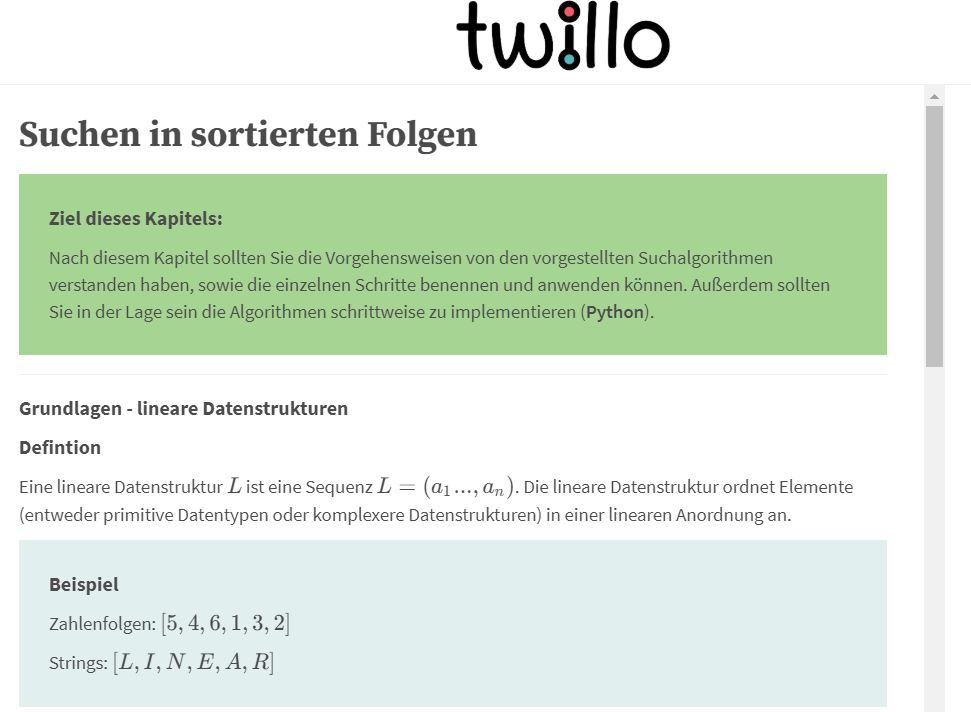 twillo
Suchen in sortierten Folgen
Ziel dieses Kapitels:
Nach diesem Kapitel sollten Sie die Vorgehensweisen von den vorgestellten Suchalgorithmen
verstanden haben, sowie die einzelnen Schritte benennen und anwenden können. Außerdem sollten
Sie in der Lage sein die Algorithmen schrittweise zu implementieren (Python).
Grundlagen - lineare Datenstrukturen
Defintion
Eine lineare Datenstruktur L ist eine Sequenz L = (a₁..., aₙ). Die lineare Datenstruktur ordnet Elemente
(entweder primitive Datentypen oder komplexere Datenstrukturen) in einer linearen Anordnung an.
Beispiel
Zahlenfolgen: [5, 4, 6, 1, 3, 2]
Strings: [L, I, N, E, A, R]